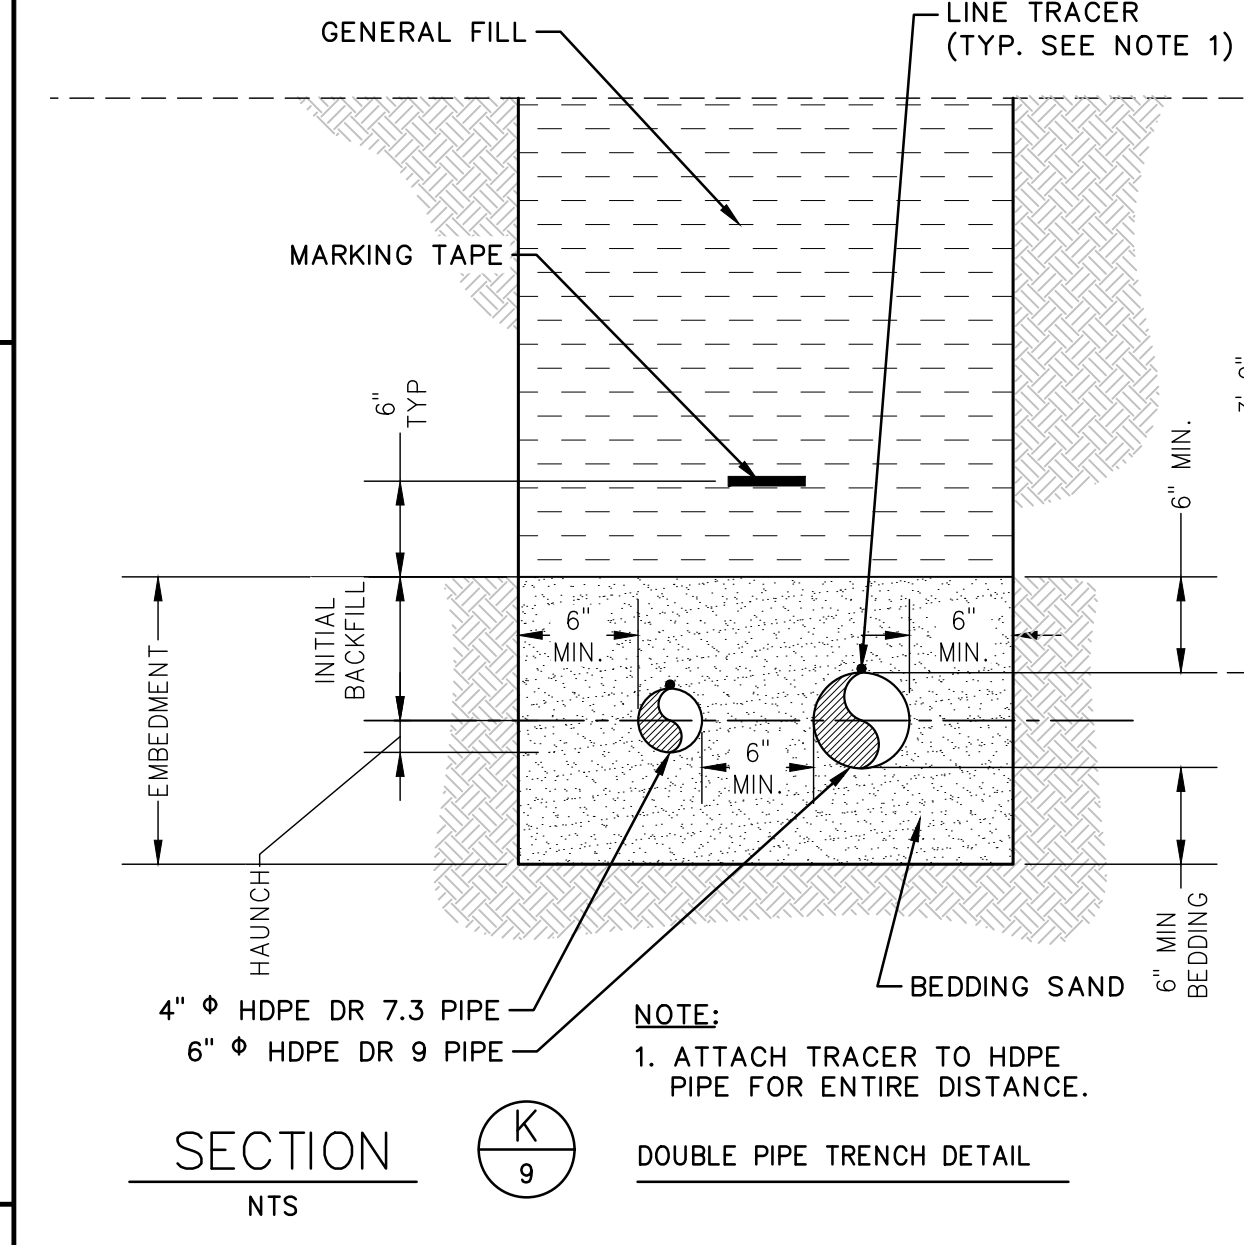 LINE TRACER
(TYP. SEE NOTE 1)
GENERAL FILL
MARKING TAPE
6"
TYP
6" MIN.
INITIAL
BACKFILL
EMBEDMENT
6"
MIN.
6"
MIN.
6"
MIN.
HAUNCH
6" MIN
BEDDING
BEDDING SAND
4" Φ HDPE DR 7.3 PIPE
6" Φ HDPE DR 9 PIPE
NOTE:
1. ATTACH TRACER TO HDPE
PIPE FOR ENTIRE DISTANCE.
SECTION
NTS
K
9
DOUBLE PIPE TRENCH DETAIL